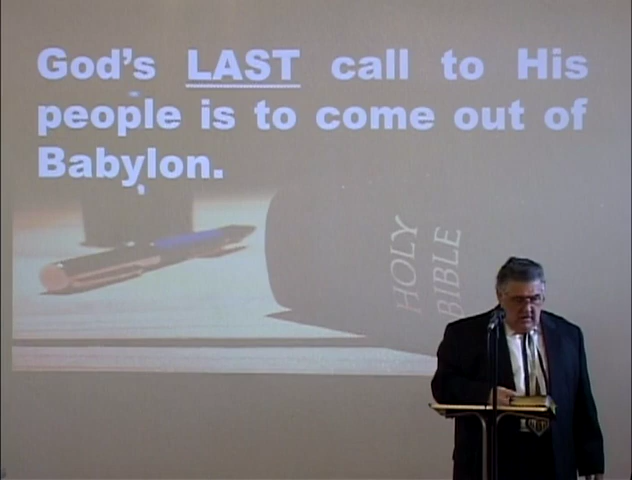 God's LAST call to His
people is to come out of
Babylon.
HOLY
BIBLE